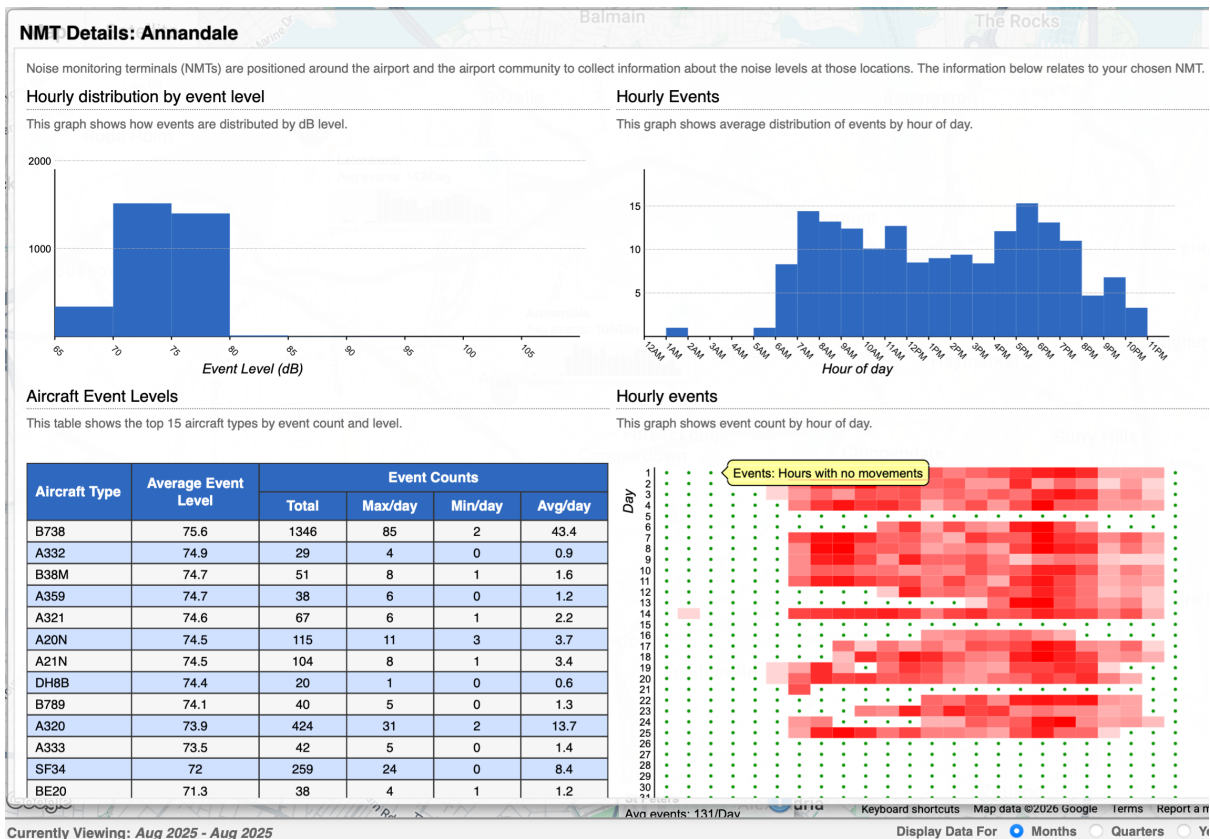 Balmain
The Rocks
NMT Details: Annandale
Noise monitoring terminals (NMTs) are positioned around the airport and the airport community to collect information about the noise levels at those locations. The information below relates to your chosen NMT.
Hourly distribution by event level
This graph shows how events are distributed by dB level.
2000
1000
65 70 75 80 85 90 95 100 105
Event Level (dB)
Hourly Events
This graph shows average distribution of events by hour of day.
15
10
5
12AM 1AM 2AM 3AM 4AM 5AM 6AM 7AM 8AM 9AM 10AM 11AM 12PM 1PM 2PM 3PM 4PM 5PM 6PM 7PM 8PM 9PM 10PM 11PM
Hour of day
Aircraft Event Levels
This table shows the top 15 aircraft types by event count and level.
Aircraft Type Average Event Level Event Counts
Total Max/day Min/day Avg/day
B738 75.6 1346 85 2 43.4
A332 74.9 29 4 0 0.9
B38M 74.7 51 8 1 1.6
A359 74.7 38 6 0 1.2
A321 74.6 67 6 1 2.2
A20N 74.5 115 11 3 3.7
A21N 74.5 104 8 1 3.4
DH8B 74.4 20 1 0 0.6
B789 74.1 40 5 0 1.3
A320 73.9 424 31 2 13.7
A333 73.5 42 5 0 1.4
SF34 72 259 24 0 8.4
BE20 71.3 38 4 1 1.2
Hourly events
This graph shows event count by hour of day.
Events: Hours with no movements
Day
1
2
3
4
5
6
7
8
9
10
11
12
13
14
15
16
17
18
19
20
21
22
23
24
25
26
27
28
29
30
31
Google
St Peters
Avg events: 131/Day
Keyboard shortcuts Map data ©2026 Google Terms Report a m
Currently Viewing: Aug 2025 - Aug 2025
Display Data For Months Quarters Ye